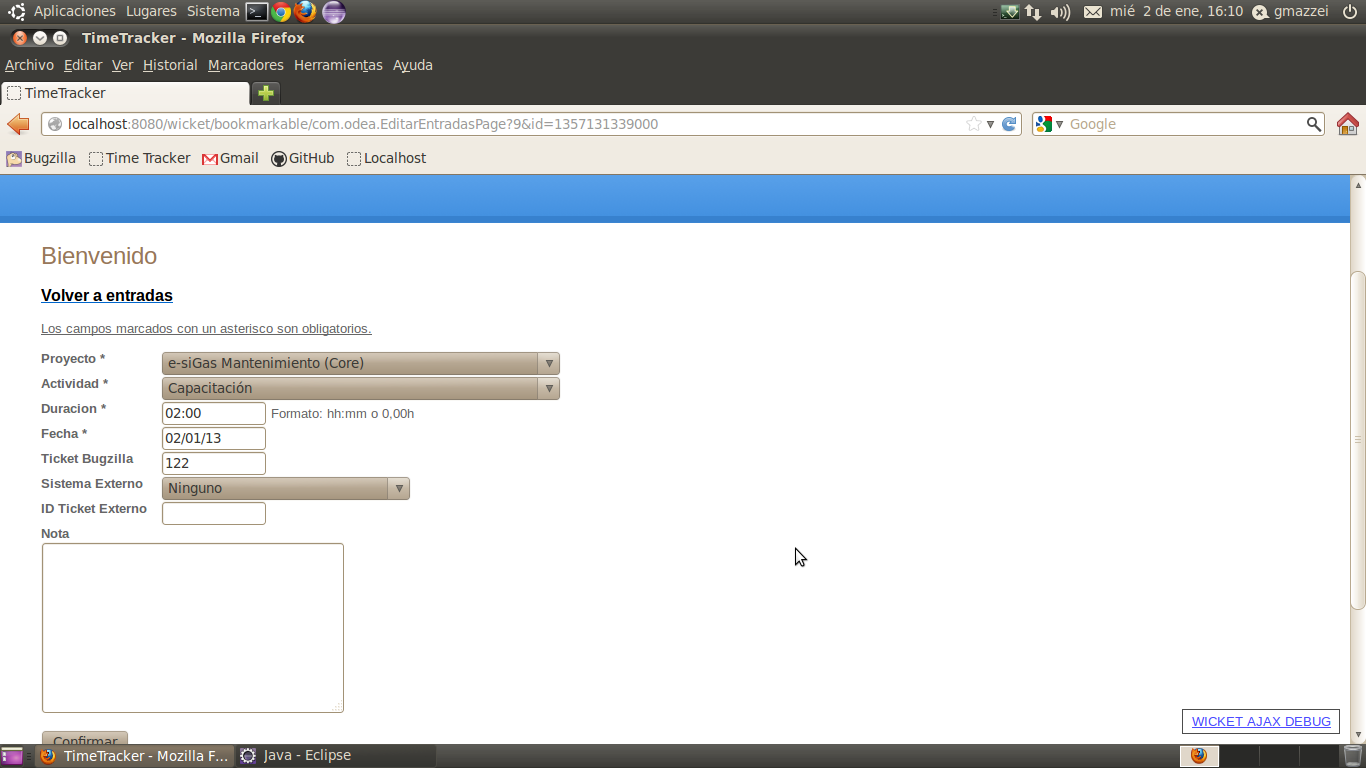 Aplicaciones Lugares Sistema mié 2 de ene, 16:10 gmazzei
TimeTracker - Mozilla Firefox
Archivo Editar Ver Historial Marcadores Herramientas Ayuda
TimeTracker
localhost:8080/wicket/bookmarkable/com.odea.EditarEntradasPage?9&id=1357131339000 Google
Bugzilla Time Tracker Gmail GitHub Localhost
Bienvenido
Volver a entradas
Los campos marcados con un asterisco son obligatorios.
Proyecto * e-siGas Mantenimiento (Core)
Actividad * Capacitación
Duracion * 02:00 Formato: hh:mm o 0,00h
Fecha * 02/01/13
Ticket Bugzilla 122
Sistema Externo Ninguno
ID Ticket Externo
Nota
WICKET AJAX DEBUG
Confirmar
TimeTracker - Mozilla F... Java - Eclipse